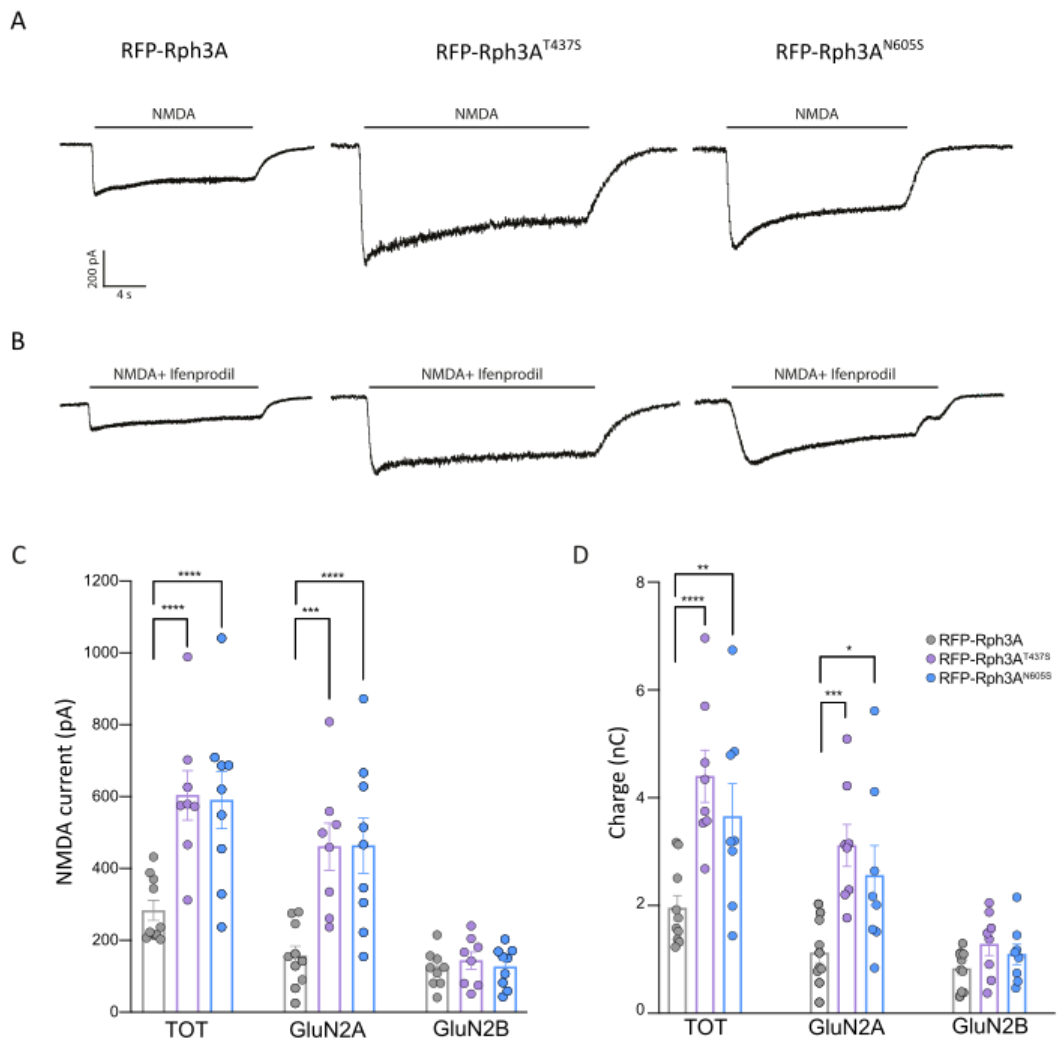 A
RFP-Rph3A RFP-Rph3A^T437S RFP-Rph3A^N605S
NMDA NMDA NMDA
200 pA
4 s
B
NMDA+ Ifenprodil NMDA+ Ifenprodil NMDA+ Ifenprodil
C
NMDA current (pA)
1200
1000
800
600
400
200
0
**** **** *** ****
TOT GluN2A GluN2B
D
Charge (nC)
8
6
4
2
0
** **** * ***
RFP-Rph3A
RFP-Rph3A^T437S
RFP-Rph3A^N605S
TOT GluN2A GluN2B